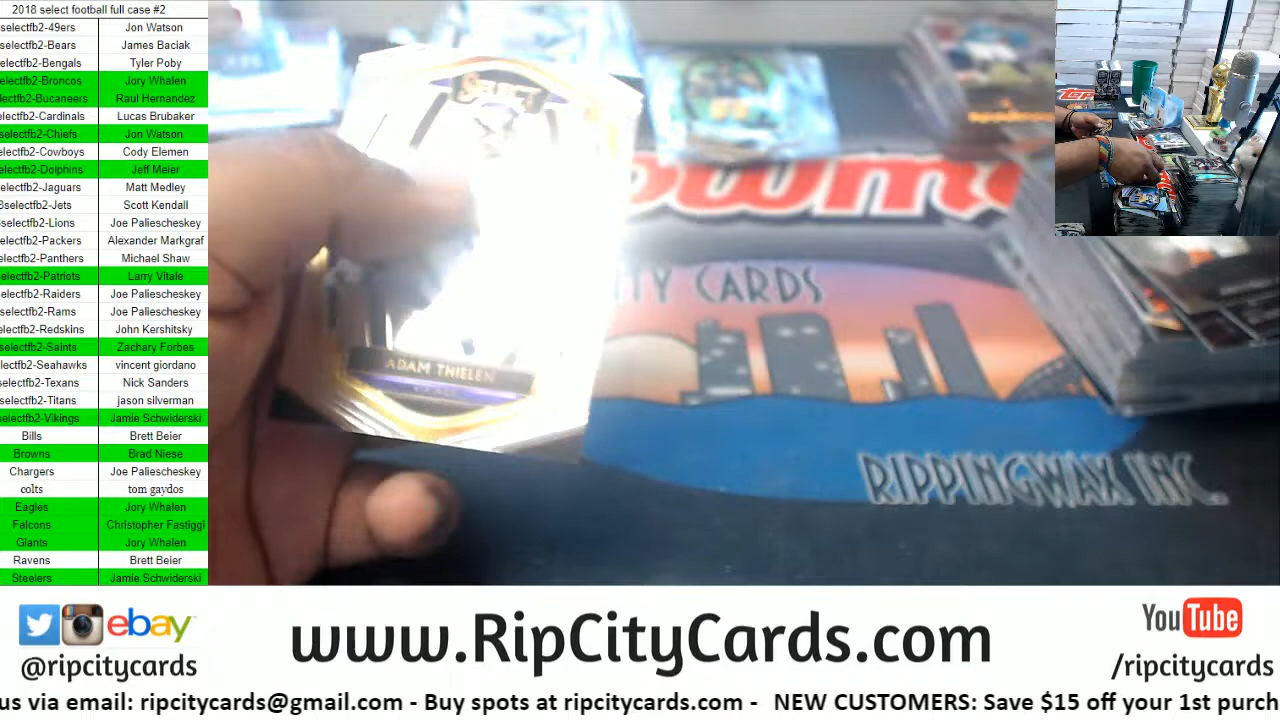 2018 select football full case #2
selectfb2-49ers Jon Watson
selectfb2-Bears James Baciak
electfb2-Bengals Tyler Poby
electfb2-Broncos Jory Whalen
lectfb2-Bucaneers Raul Hernandez
electfb2-Cardinals Lucas Brubaker
selectfb2-Chiefs Jon Watson
electfb2-Cowboys Cody Elemen
electfb2-Dolphins Jeff Meier
electfb2-Jaguars Matt Medley
8selectfb2-Jets Scott Kendall
selectfb2-Lions Joe Paliescheskey
electfb2-Packers Alexander Markgraf
electfb2-Panthers Michael Shaw
electfb2-Patriots Larry Vitale
electfb2-Raiders Joe Paliescheskey
selectfb2-Rams Joe Paliescheskey
electfb2-Redskins John Kershitsky
selectfb2-Saints Zachary Forbes
lectfb2-Seahawks vincent giordano
selectfb2-Texans Nick Sanders
selectfb2-Titans jason silverman
selectfb2-Vikings Jamie Schwiderski
Bills Brett Beier
Browns Brad Niese
Chargers Joe Paliescheskey
colts tom gaydos
Eagles Jory Whalen
Falcons Christopher Fastiggi
Giants Jory Whalen
Ravens Brett Beier
Steelers Jamie Schwiderski
SELECT
ADAM THIELEN
ITY CARDS
RIPPINGWAX INC.
ebay
@ripcitycards
www.RipCityCards.com
YouTube
/ripcitycards
us via email: ripcitycards@gmail.com - Buy spots at ripcitycards.com - NEW CUSTOMERS: Save $15 off your 1st purch